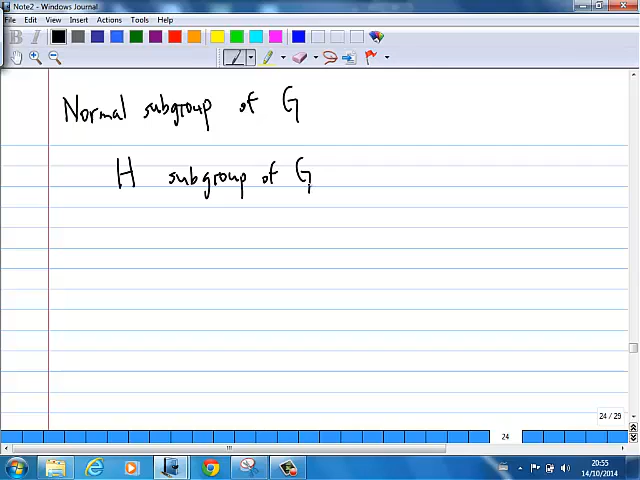 Note2 - Windows Journal
File Edit View Insert Actions Tools Help
B I
Normal subgroup of G
H subgroup of G
24 / 29
24
20:55
14/10/2014